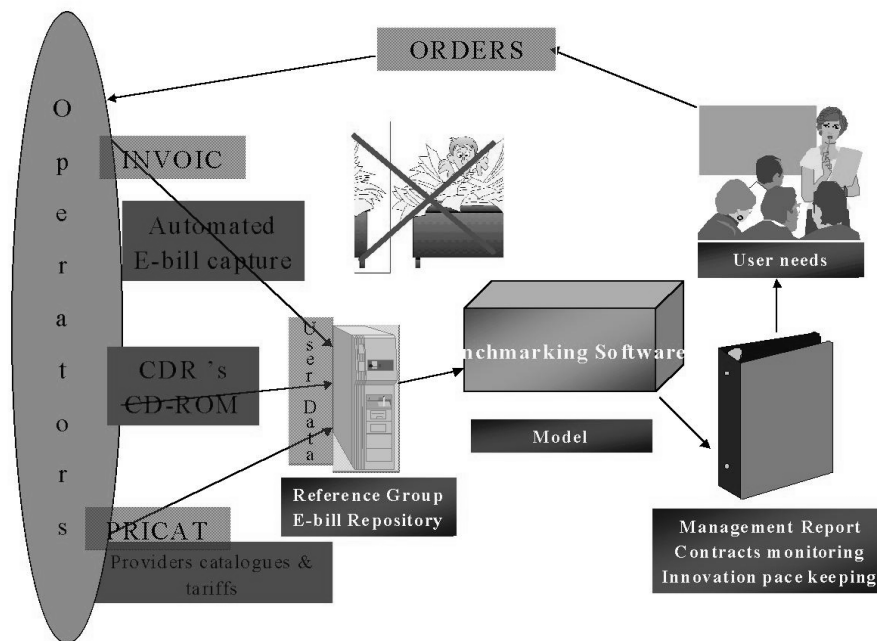 ORDERS
Operators
INVOIC
Automated
E-bill capture
User needs
User Data
nchmarking Software
CDR 's
CD-ROM
Model
Reference Group
E-bill Repository
PRICAT
Providers catalogues &
tariffs
Management Report
Contracts monitoring
Innovation pace keeping